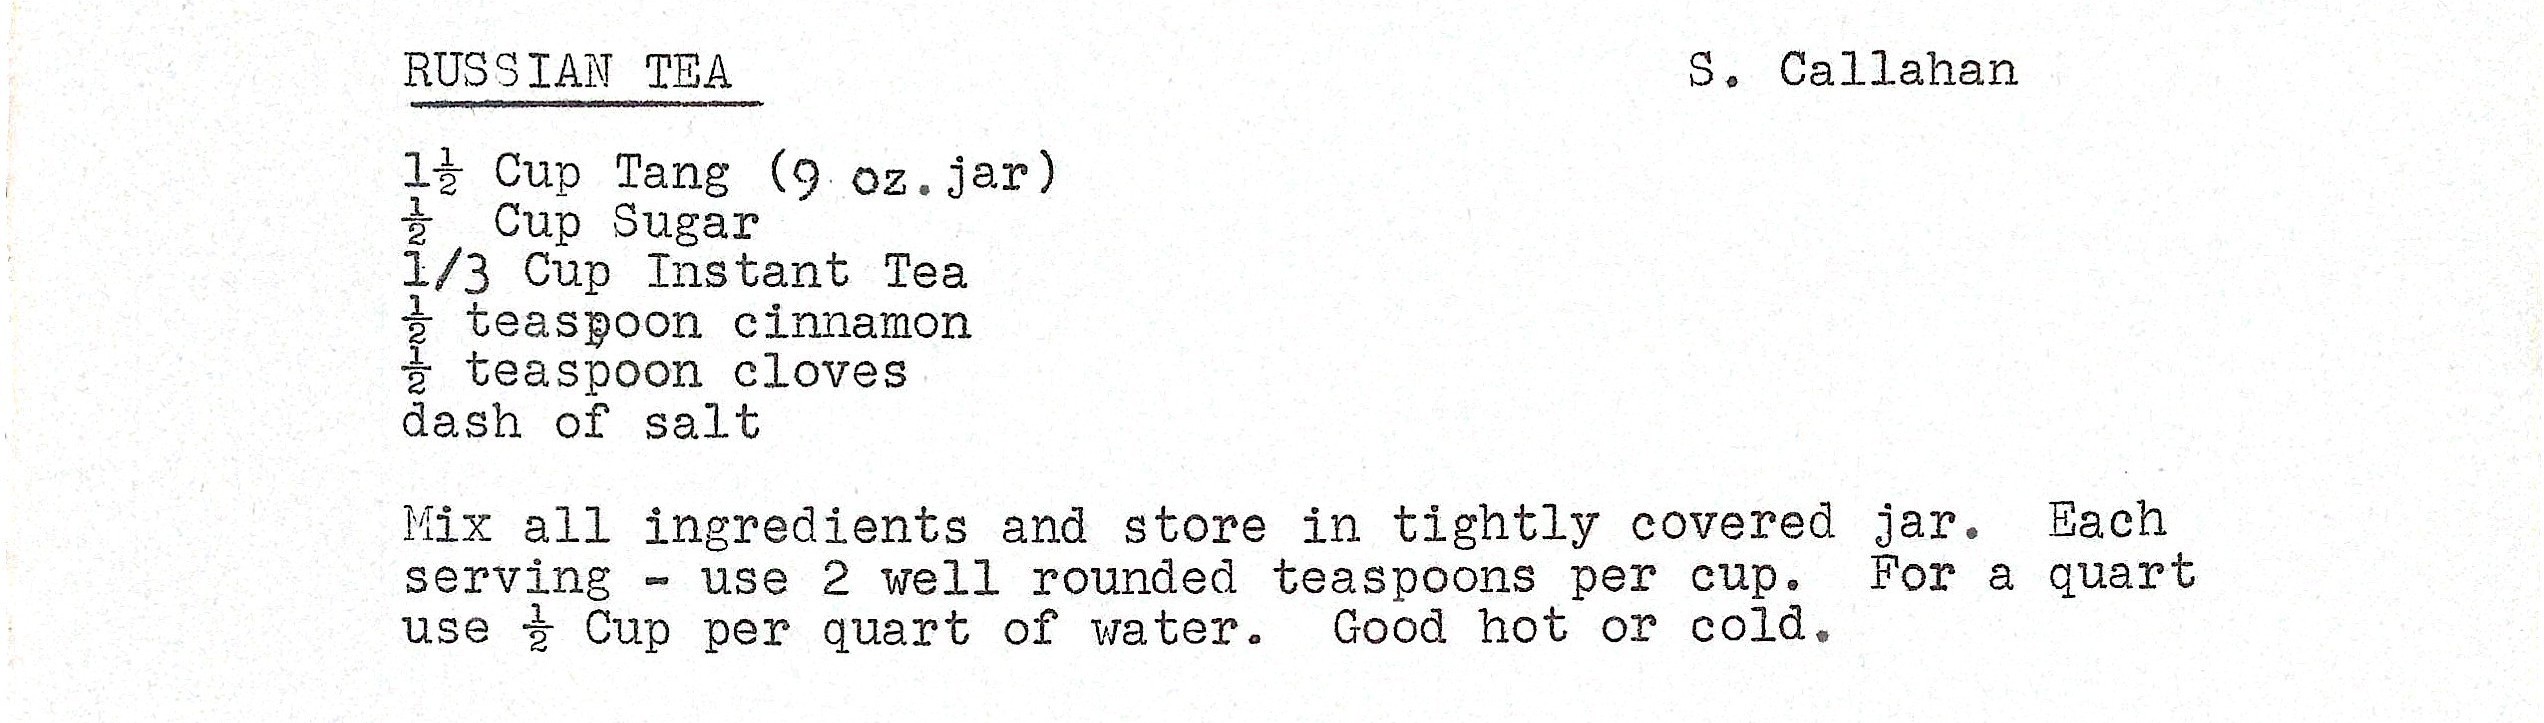 RUSSIAN TEA S. Callahan
1½ Cup Tang (9 oz. jar)
½ Cup Sugar
1/3 Cup Instant Tea
½ teaspoon cinnamon
½ teaspoon cloves
dash of salt
Mix all ingredients and store in tightly covered jar. Each
serving - use 2 well rounded teaspoons per cup. For a quart
use ½ Cup per quart of water. Good hot or cold.